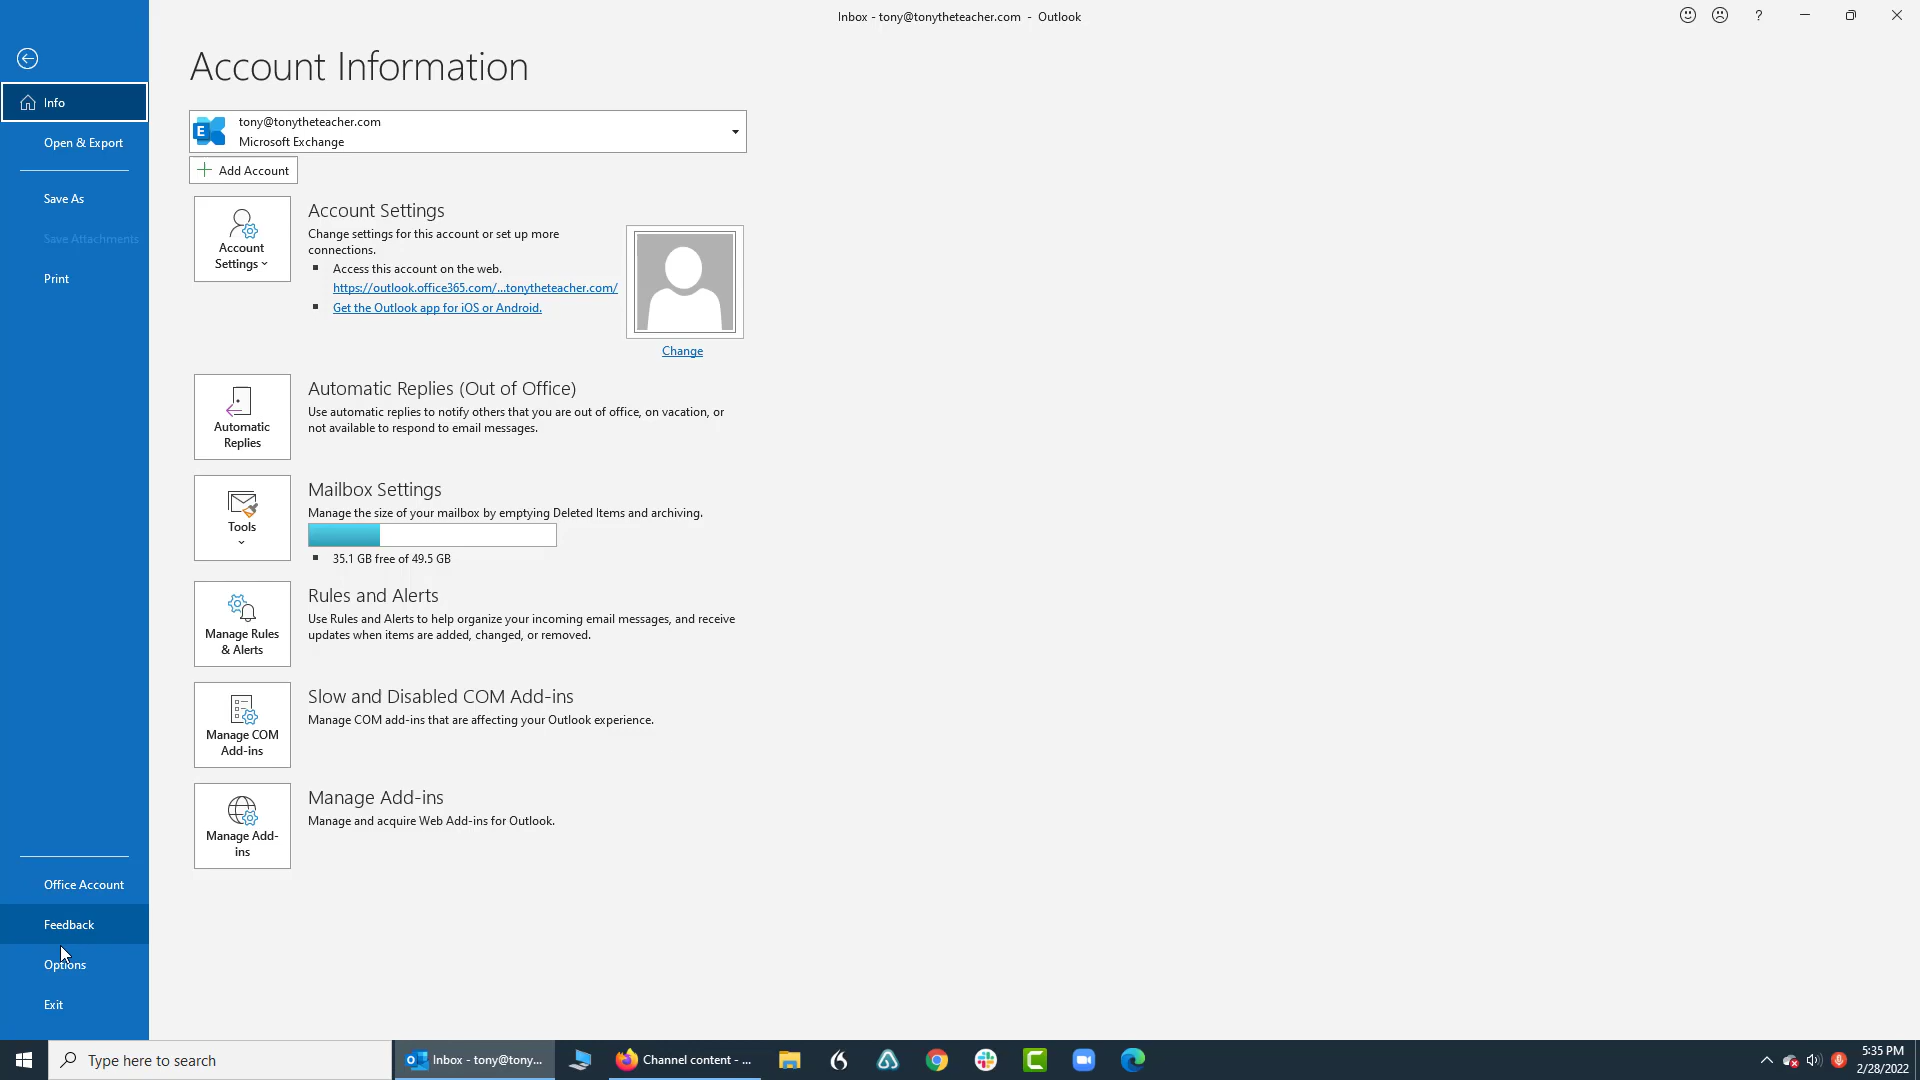 Inbox - tony@tonytheteacher.com - Outlook
?
Account Information
Info
Open & Export
Save As
Save Attachments
Print
Office Account
Feedback
Options
Exit
E
tony@tonytheteacher.com
Microsoft Exchange
Add Account
Account
Settings
Account Settings
Change settings for this account or set up more
connections.
Access this account on the web.
https://outlook.office365.com/...tonytheteacher.com/
Get the Outlook app for iOS or Android.
Change
Automatic
Replies
Automatic Replies (Out of Office)
Use automatic replies to notify others that you are out of office, on vacation, or
not available to respond to email messages.
Tools
Mailbox Settings
Manage the size of your mailbox by emptying Deleted Items and archiving.
35.1 GB free of 49.5 GB
Manage Rules
& Alerts
Rules and Alerts
Use Rules and Alerts to help organize your incoming email messages, and receive
updates when items are added, changed, or removed.
Manage COM
Add-ins
Slow and Disabled COM Add-ins
Manage COM add-ins that are affecting your Outlook experience.
Manage Add-
ins
Manage Add-ins
Manage and acquire Web Add-ins for Outlook.
Type here to search
Inbox - tony@tony...
Channel content - ...
5:35 PM
2/28/2022